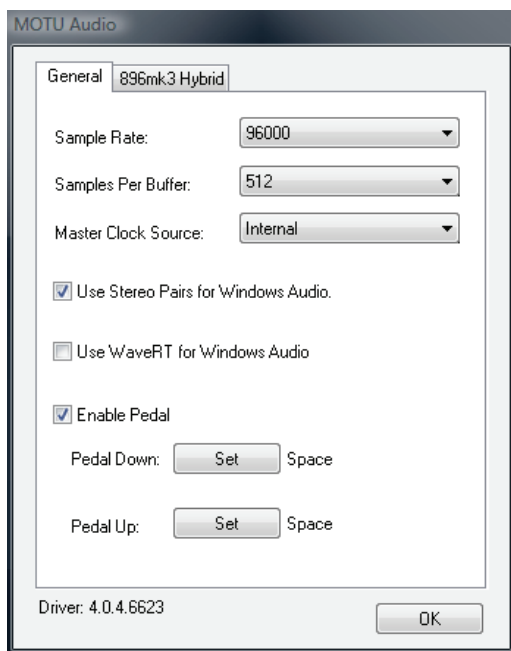 MOTU Audio
General 896mk3 Hybrid
Sample Rate: 96000
Samples Per Buffer: 512
Master Clock Source: Internal
Use Stereo Pairs for Windows Audio.
Use WaveRT for Windows Audio
Enable Pedal
Pedal Down: Set Space
Pedal Up: Set Space
Driver: 4.0.4.6623 OK